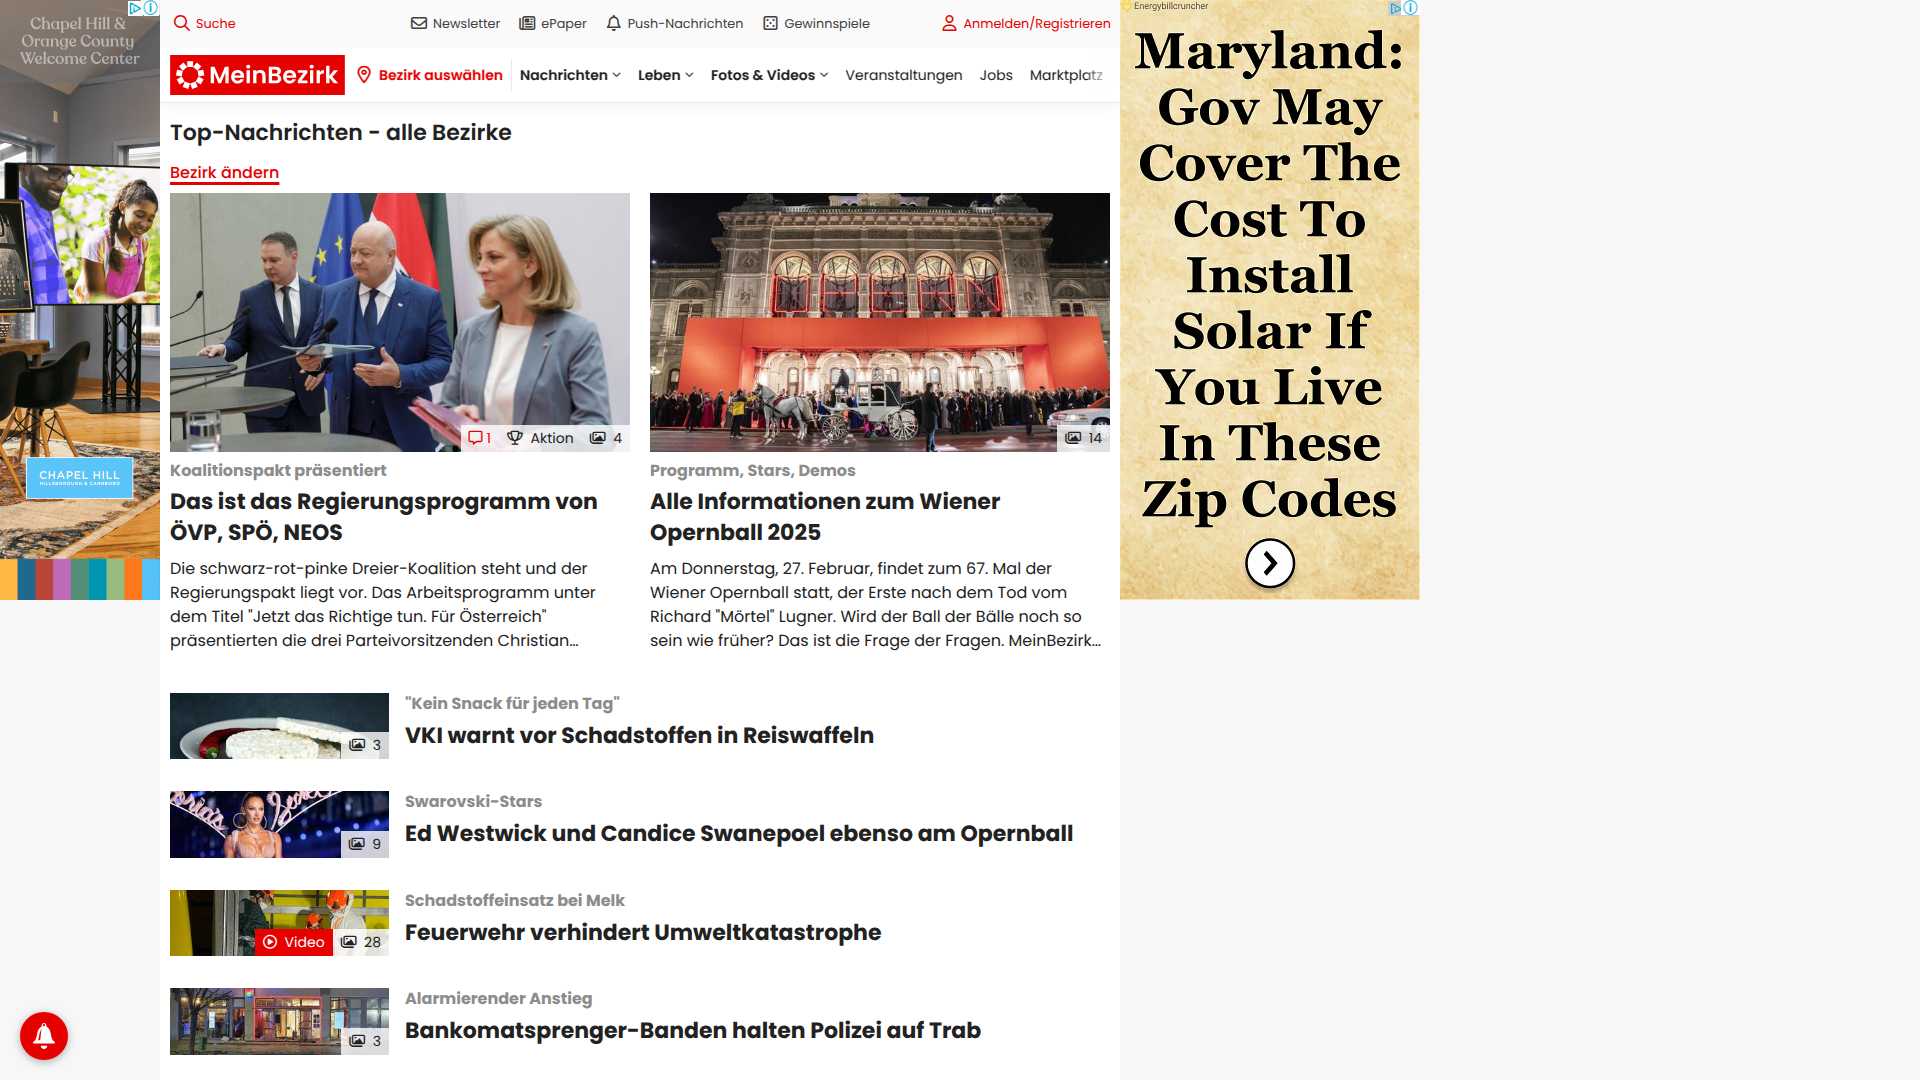 Chapel Hill &
Orange County
Welcome Center
CHAPEL HILL
Suche
Newsletter
ePaper
Push-Nachrichten
Gewinnspiele
Anmelden/Registrieren
MeinBezirk
Bezirk auswählen
Nachrichten
Leben
Fotos & Videos
Veranstaltungen
Jobs
Marktplatz
Top-Nachrichten - alle Bezirke
Bezirk ändern
1
Aktion
4
Koalitionspakt präsentiert
Das ist das Regierungsprogramm von
ÖVP, SPÖ, NEOS
Die schwarz-rot-pinke Dreier-Koalition steht und der
Regierungspakt liegt vor. Das Arbeitsprogramm unter
dem Titel "Jetzt das Richtige tun. Für Österreich"
präsentierten die drei Parteivorsitzenden Christian...
14
Programm, Stars, Demos
Alle Informationen zum Wiener
Opernball 2025
Am Donnerstag, 27. Februar, findet zum 67. Mal der
Wiener Opernball statt, der Erste nach dem Tod vom
Richard "Mörtel" Lugner. Wird der Ball der Bälle noch so
sein wie früher? Das ist die Frage der Fragen. MeinBezirk...
3
"Kein Snack für jeden Tag"
VKI warnt vor Schadstoffen in Reiswaffeln
9
Swarovski-Stars
Ed Westwick und Candice Swanepoel ebenso am Opernball
Video
28
Schadstoffeinsatz bei Melk
Feuerwehr verhindert Umweltkatastrophe
3
Alarmierender Anstieg
Bankomatsprenger-Banden halten Polizei auf Trab
Energybillcruncher
Maryland:
Gov May
Cover The
Cost To
Install
Solar If
You Live
In These
Zip Codes